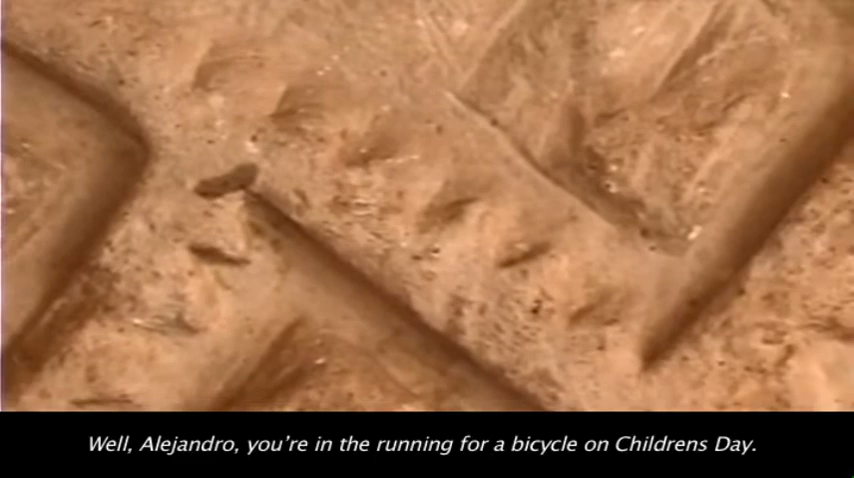 Well, Alejandro, you're in the running for a bicycle on Childrens Day.